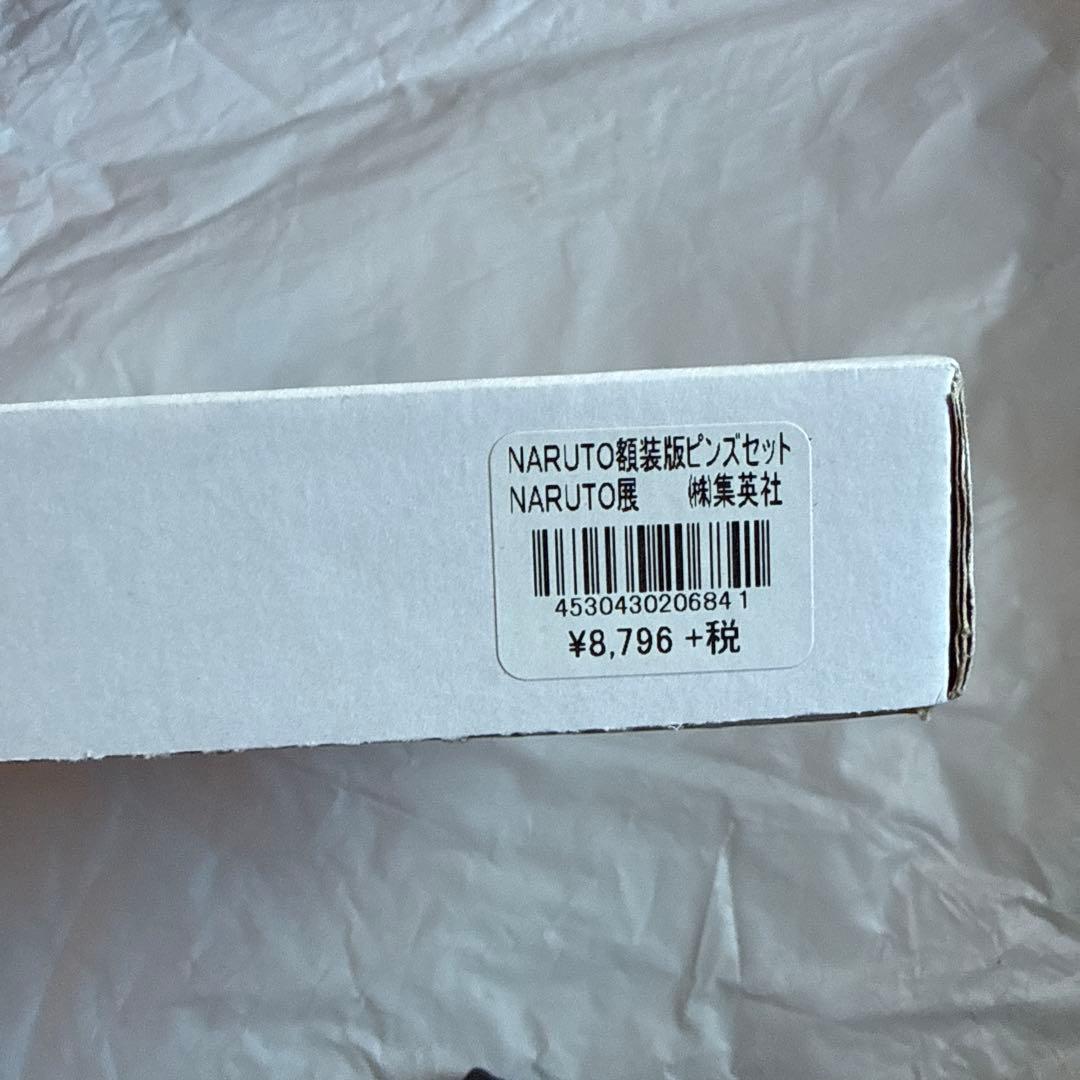 NARUTO額装版ピンズセット
NARUTO展 ㈱集英社
4530430206841
¥8,796 +税